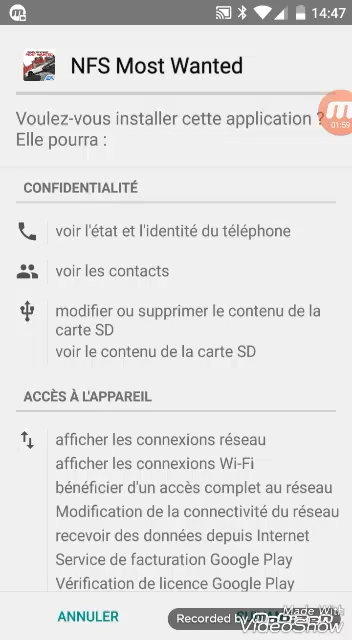 14:47
NFS Most Wanted
Voulez-vous installer cette application ?
Elle pourra :
01:59
CONFIDENTIALITÉ
voir l'état et l'identité du téléphone
voir les contacts
modifier ou supprimer le contenu de la
carte SD
voir le contenu de la carte SD
ACCÈS À L'APPAREIL
afficher les connexions réseau
afficher les connexions Wi-Fi
bénéficier d'un accès complet au réseau
Modification de la connectivité du réseau
recevoir des données depuis Internet
Service de facturation Google Play
Vérification de licence Google Play
ANNULER
Recorded by
Made With
VideoShow